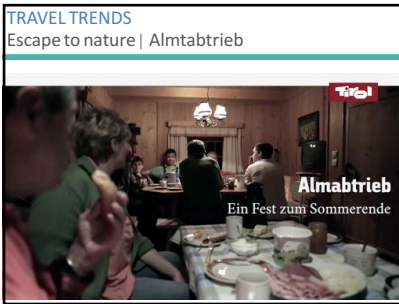 TRAVEL TRENDS
Escape to nature | Almtabtrieb
Tirol
Almabtrieb
Ein Fest zum Sommerende